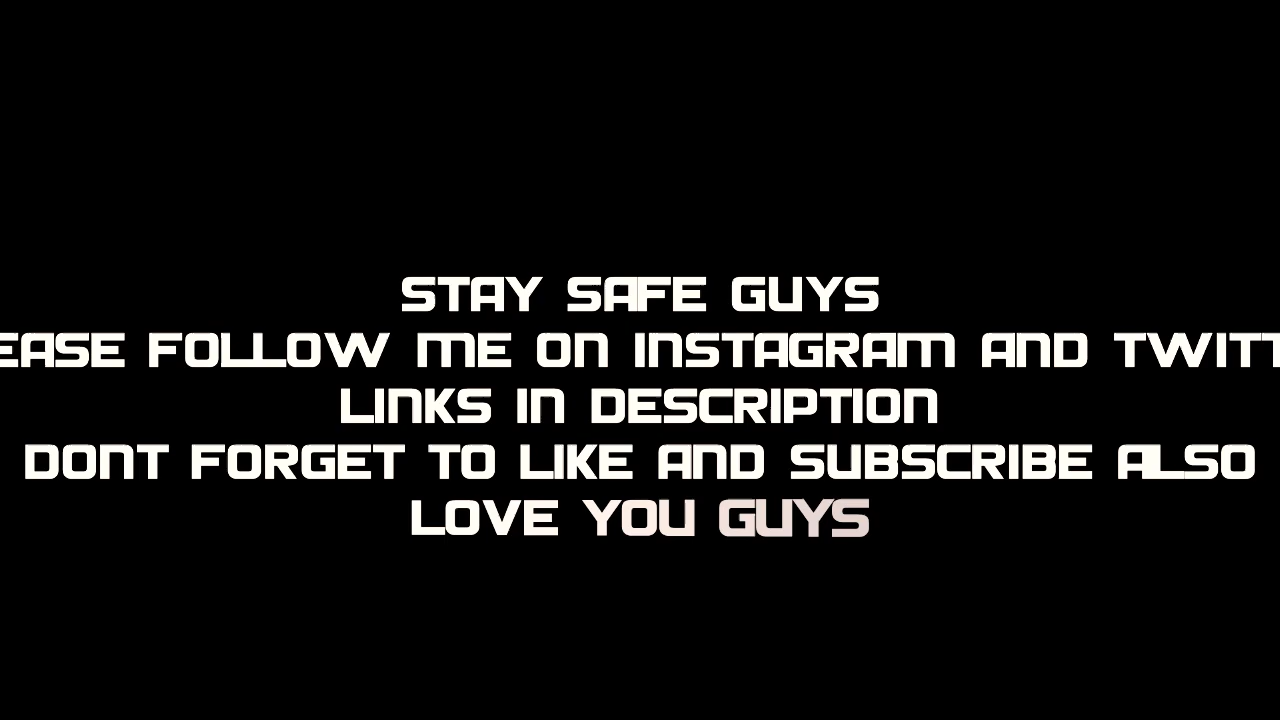 STAY SAFE GUYS
EASE FOLLOW ME ON INSTAGRAM AND TWITT
LINKS IN DESCRIPTION
DONT FORGET TO LIKE AND SUBSCRIBE ALSO
LOVE YOU GUYS